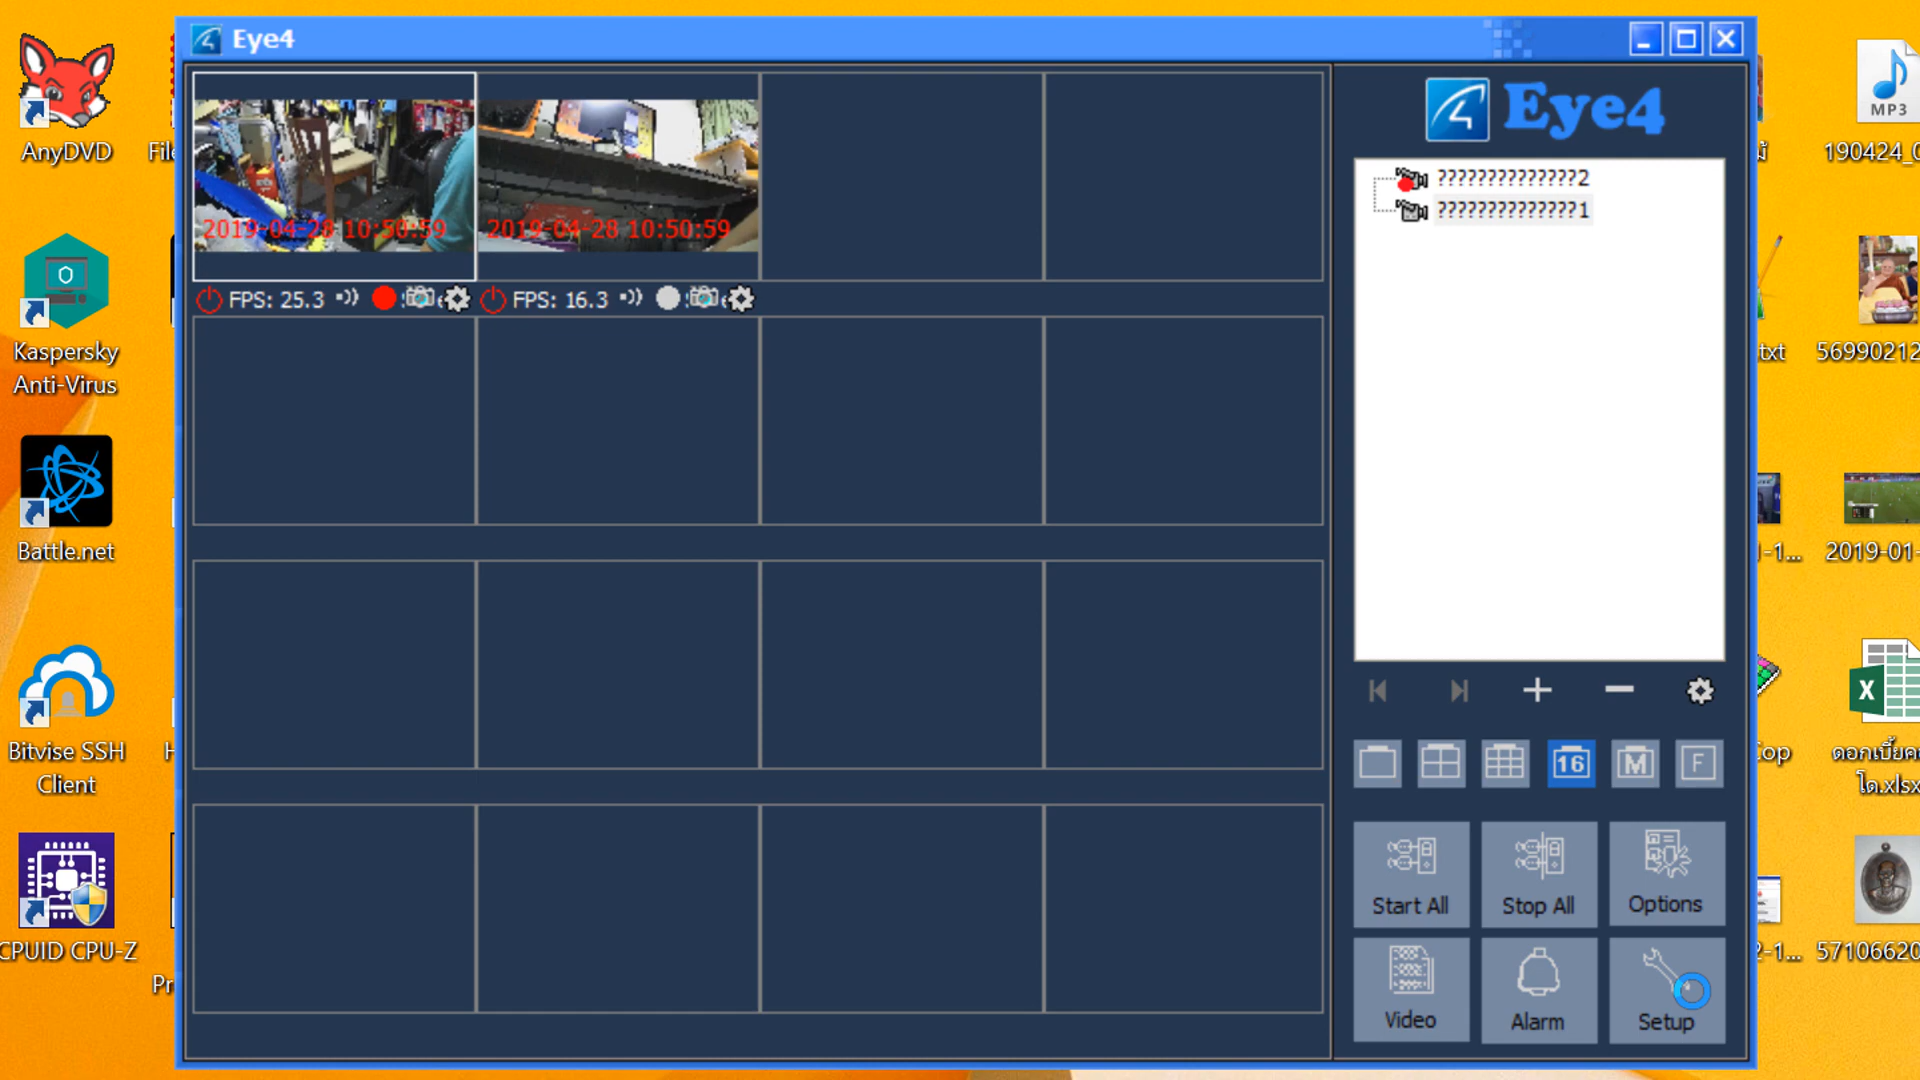 Eye4
AnyDVD
Kaspersky
Anti-Virus
Battle.net
Bitvise SSH
Client
CPUID CPU-Z
2019-04-28 10:50:59
2019-04-28 10:50:59
FPS: 25.3
FPS: 16.3
Eye4
??????????????2
??????????????1
16
M
F
Start All
Stop All
Options
Video
Alarm
Setup
MP3
190424_0
56990212
txt
2019-01-
X
ดอกเบี้ยค
โด.xlsx
57106620